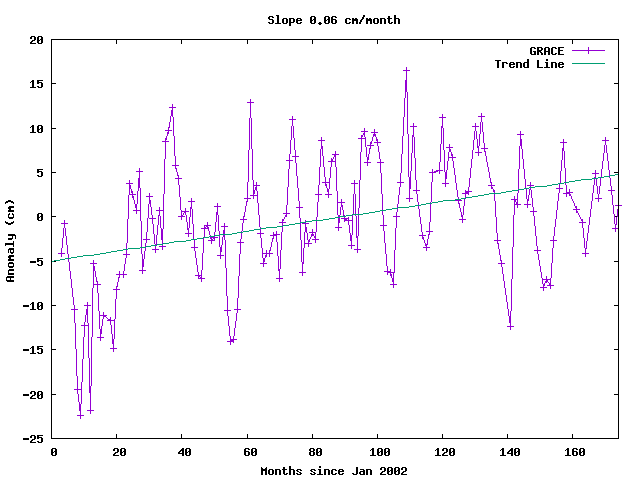 Slope 0.06 cm/month
GRACE
Trend Line
20
15
10
5
0
-5
-10
-15
-20
-25
Anomaly (cm)
0 20 40 60 80 100 120 140 160
Months since Jan 2002